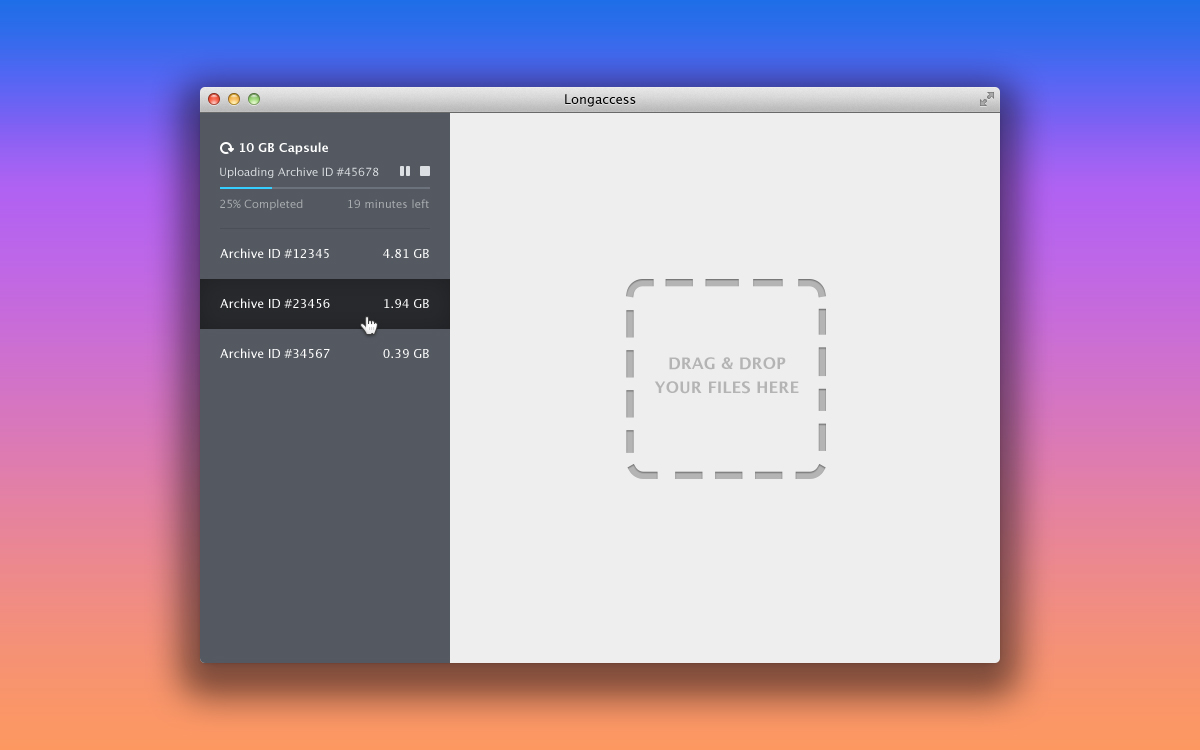 Longaccess
10 GB Capsule
Uploading Archive ID #45678
25% Completed 19 minutes left
Archive ID #12345 4.81 GB
Archive ID #23456 1.94 GB
Archive ID #34567 0.39 GB
DRAG & DROP
YOUR FILES HERE